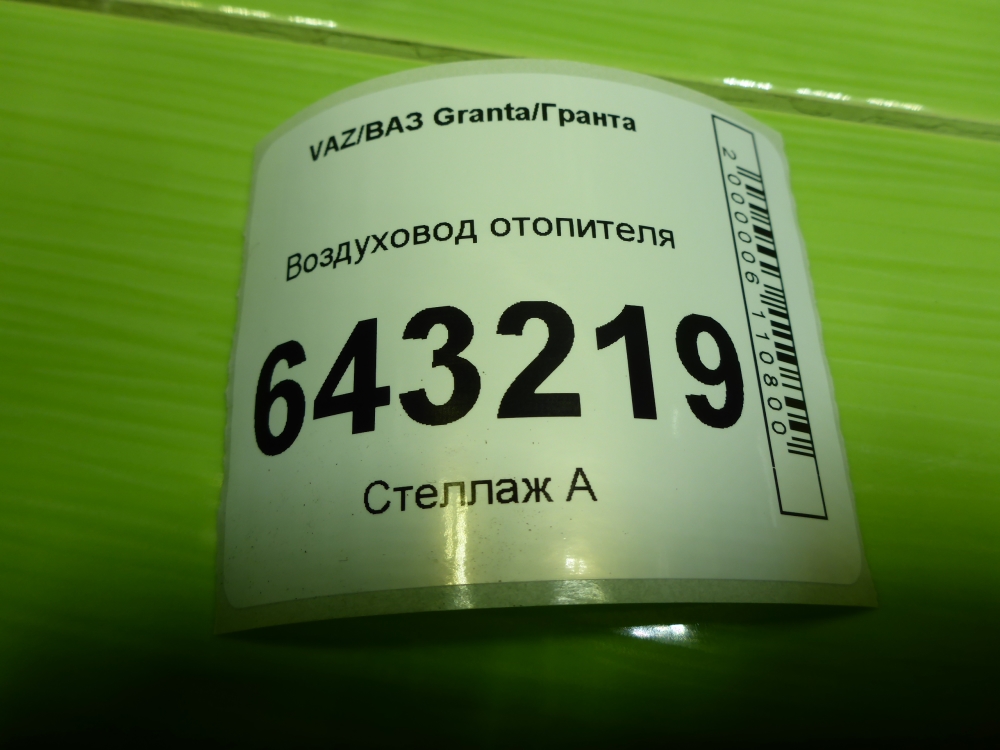 VAZ/ВАЗ Granta/Гранта
Воздуховод отопителя
643219
Стеллаж А
2000006110800